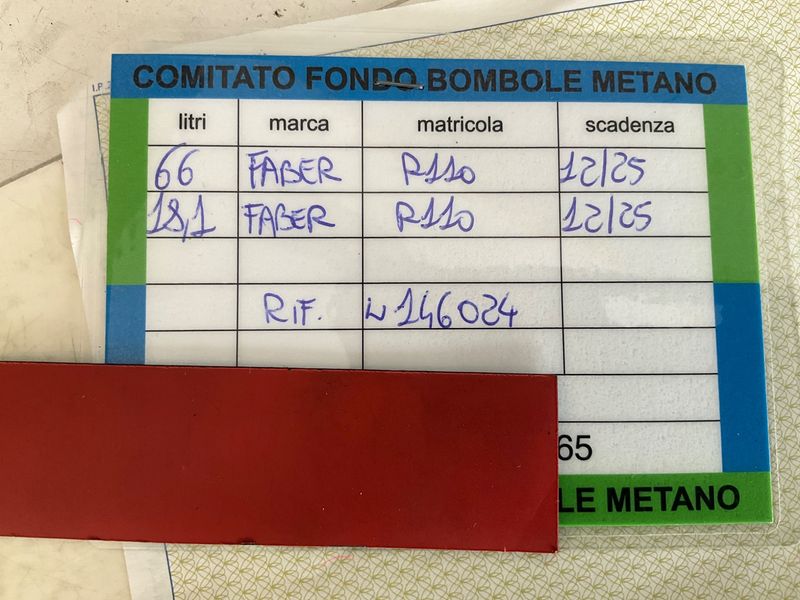 COMITATO FONDO BOMBOLE METANO
litri marca matricola scadenza
66 FABER R110 12/25
18,1 FABER R110 12/25
RIF. N.146024
65
LE METANO